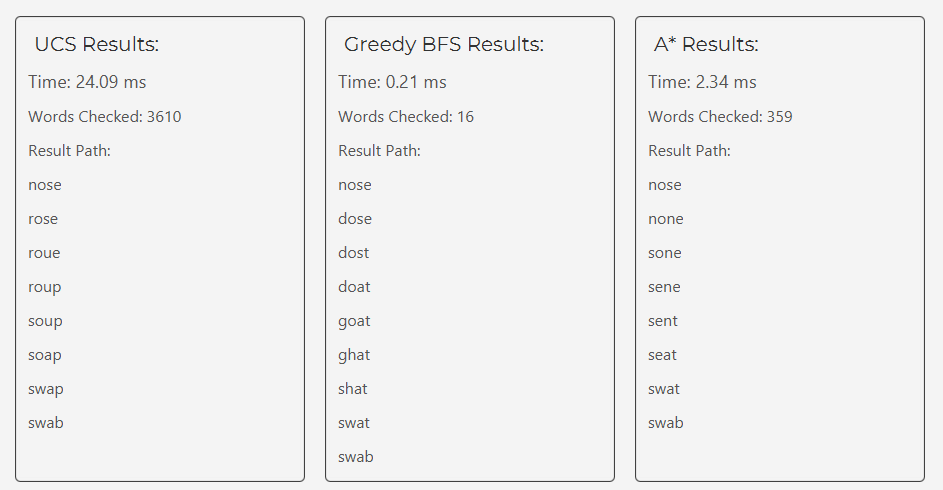 UCS Results:
Time: 24.09 ms
Words Checked: 3610
Result Path:
nose
rose
roue
roup
soup
soap
swap
swab
Greedy BFS Results:
Time: 0.21 ms
Words Checked: 16
Result Path:
nose
dose
dost
doat
goat
ghat
shat
swat
swab
A* Results:
Time: 2.34 ms
Words Checked: 359
Result Path:
nose
none
sone
sene
sent
seat
swat
swab